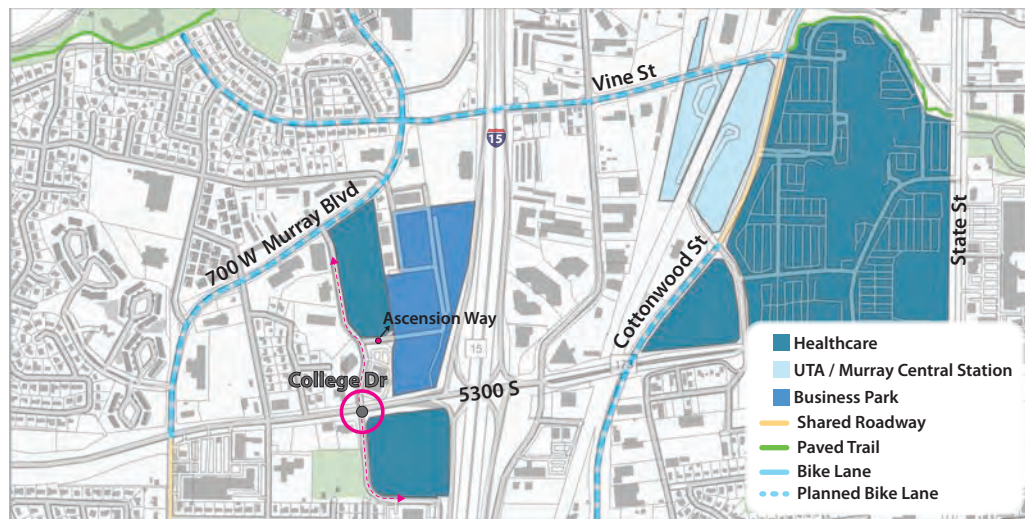 Vine St
15
700 W Murray Blvd
State St
Cottonwood St
Ascension Way
15
College Dr
5300 S
173
Healthcare
UTA / Murray Central Station
Business Park
Shared Roadway
Paved Trail
Bike Lane
Planned Bike Lane